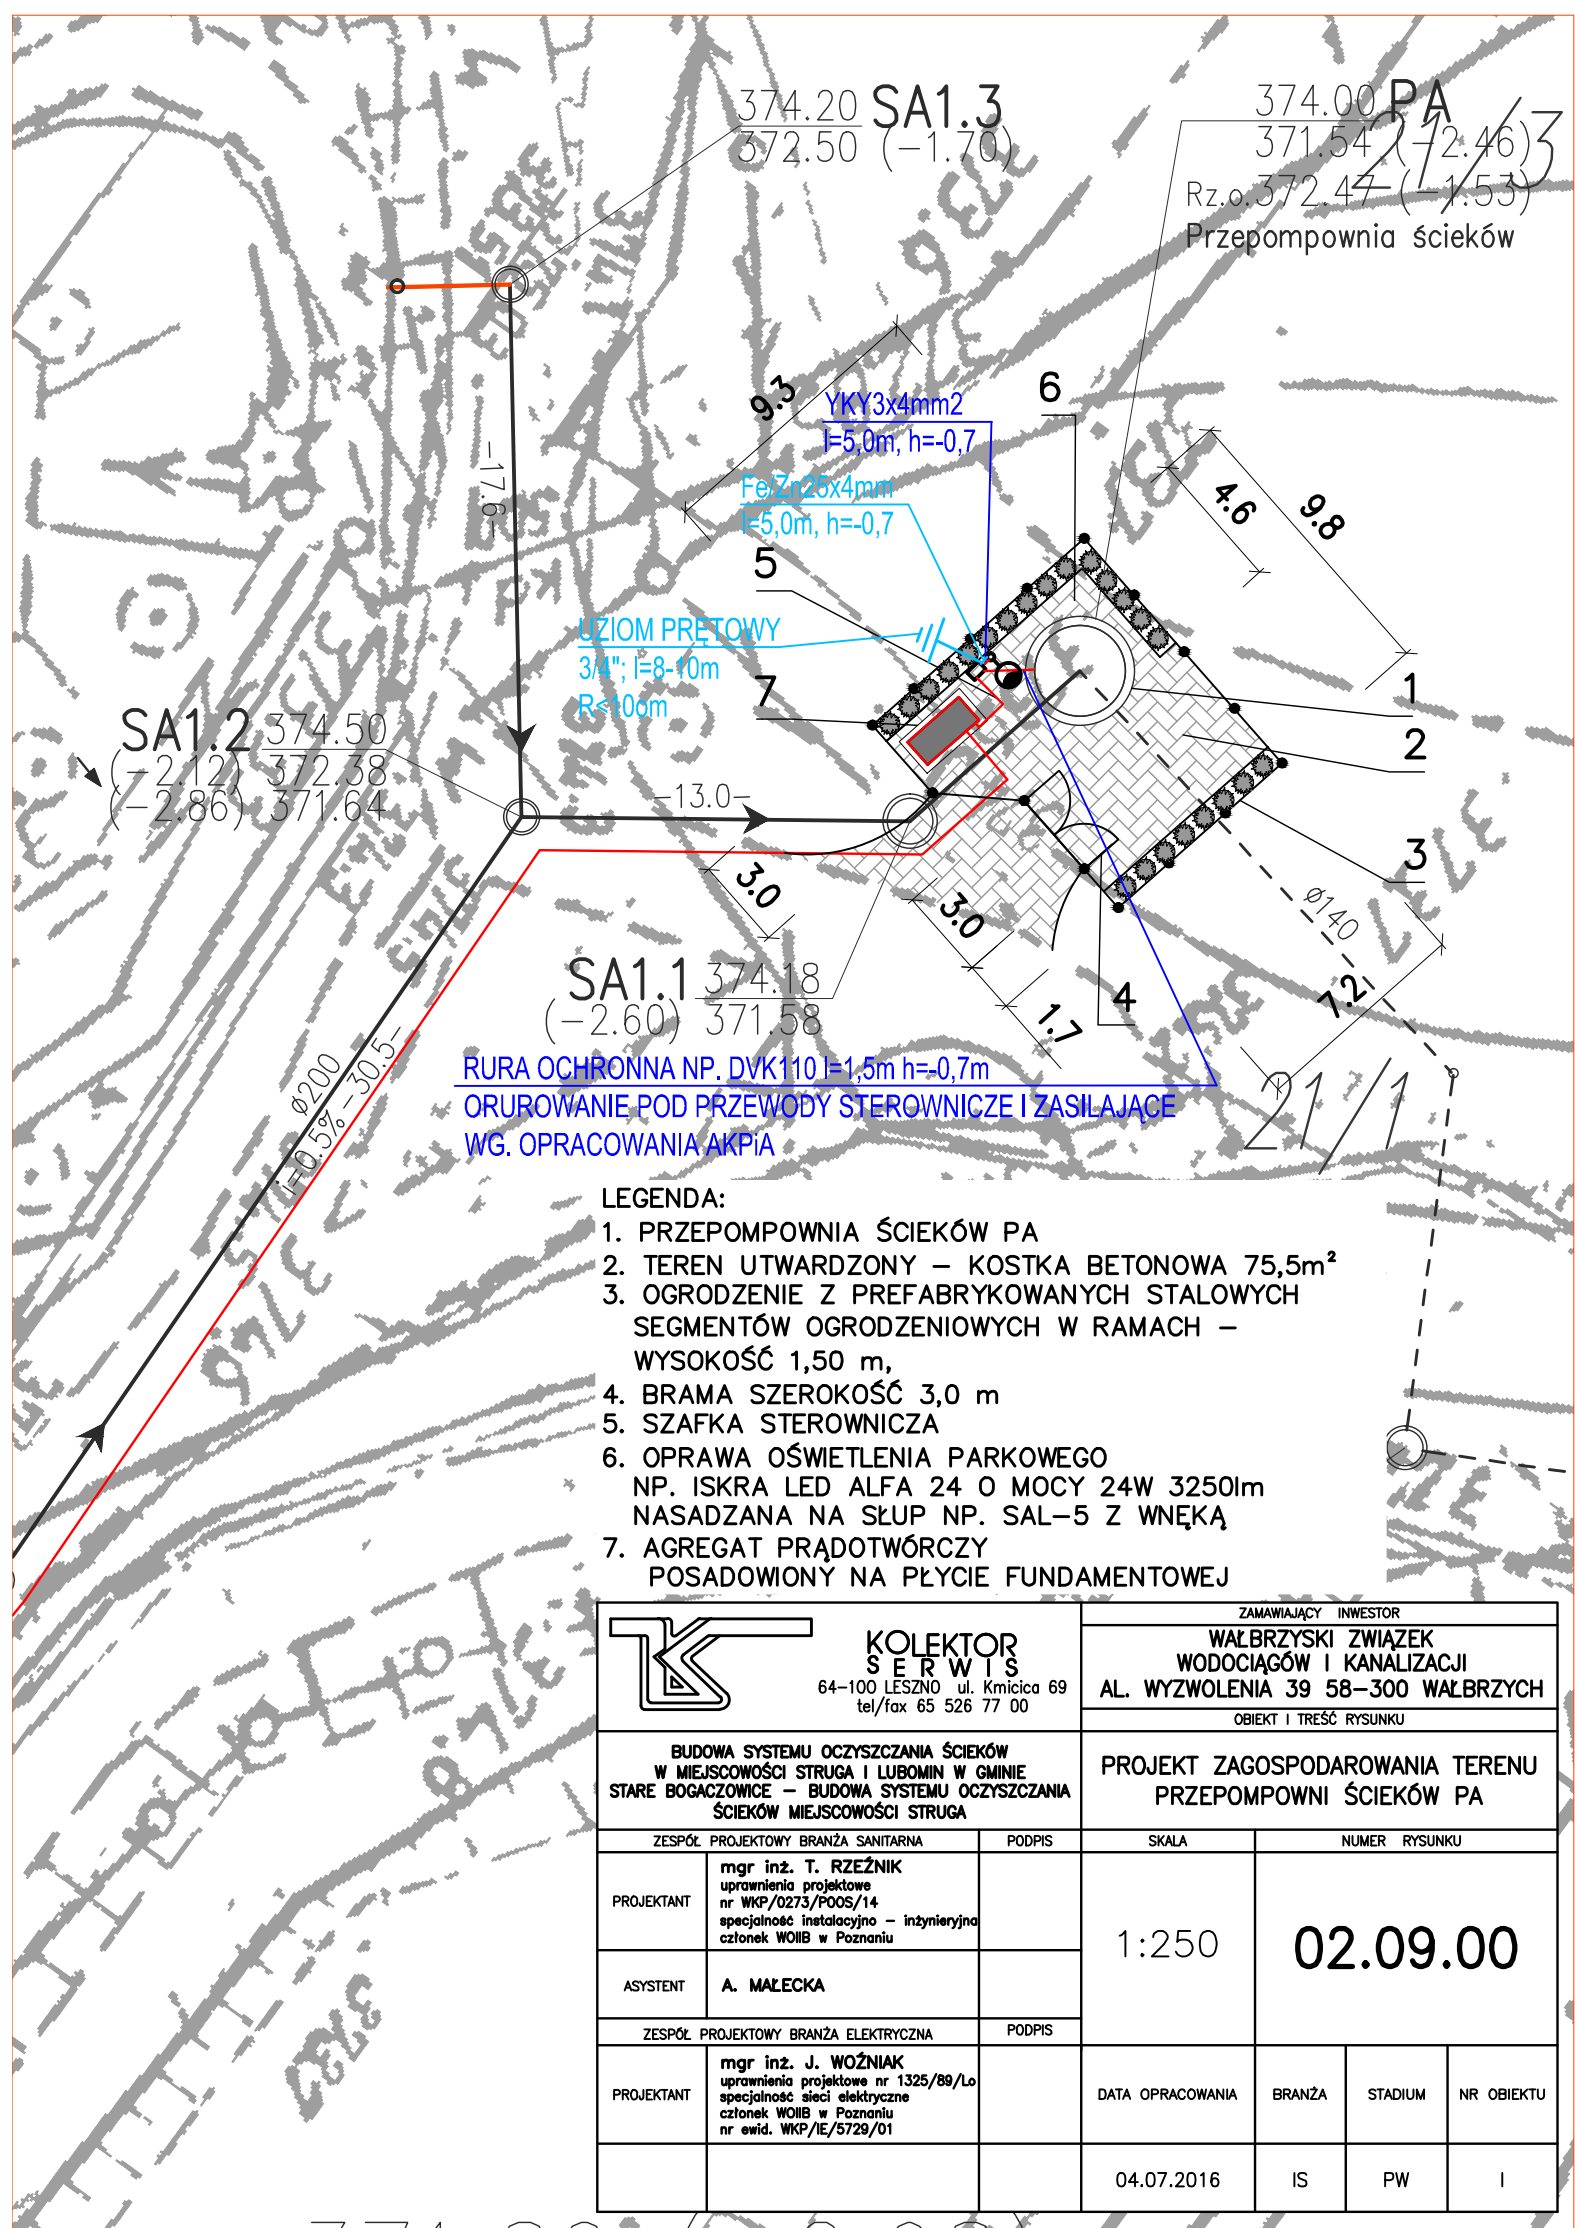 374.20 SA1.3
372.50 (-1.70)
374.00 PA
371.54 (-2.46)
Rz.o.372.47 (-1.53)
Przepompownia ścieków
21/3
9.3
YKY3x4mm2
l=5,0m, h=-0,7
6
Fe/Zn25x4mm
l=5,0m, h=-0,7
4.6
9.8
-17.6-
5
UZIOM PRĘTOWY
3/4"; l=8-10m
R<10om
7
1
2
SA1.2 374.50
(-2.12) 372.38
(-2.86) 371.64
-13.0-
3
3.0
3.0
ø140
SA1.1 374.18
(-2.60) 371.58
4
1.7
7.2
RURA OCHRONNA NP. DVK110 l=1,5m h=-0,7m
ORUROWANIE POD PRZEWODY STEROWNICZE I ZASILAJĄCE
WG. OPRACOWANIA AKPiA
21/1
ø200
i=0.5% -30.5-
LEGENDA:
1. PRZEPOMPOWNIA ŚCIEKÓW PA
2. TEREN UTWARDZONY – KOSTKA BETONOWA 75,5m²
3. OGRODZENIE Z PREFABRYKOWANYCH STALOWYCH
SEGMENTÓW OGRODZENIOWYCH W RAMACH –
WYSOKOŚĆ 1,50 m,
4. BRAMA SZEROKOŚĆ 3,0 m
5. SZAFKA STEROWNICZA
6. OPRAWA OŚWIETLENIA PARKOWEGO
NP. ISKRA LED ALFA 24 O MOCY 24W 3250lm
NASADZANA NA SŁUP NP. SAL-5 Z WNĘKĄ
7. AGREGAT PRĄDOTWÓRCZY
POSADOWIONY NA PŁYCIE FUNDAMENTOWEJ
KOLEKTOR
SERWIS
64-100 LESZNO ul. Kmicica 69
tel/fax 65 526 77 00
ZAMAWIAJĄCY INWESTOR
WAŁBRZYSKI ZWIĄZEK
WODOCIĄGÓW I KANALIZACJI
AL. WYZWOLENIA 39 58-300 WAŁBRZYCH
OBIEKT I TREŚĆ RYSUNKU
BUDOWA SYSTEMU OCZYSZCZANIA ŚCIEKÓW
W MIEJSCOWOŚCI STRUGA I LUBOMIN W GMINIE
STARE BOGACZOWICE – BUDOWA SYSTEMU OCZYSZCZANIA
ŚCIEKÓW MIEJSCOWOŚCI STRUGA
PROJEKT ZAGOSPODAROWANIA TERENU
PRZEPOMPOWNI ŚCIEKÓW PA
ZESPÓŁ PROJEKTOWY BRANŻA SANITARNA PODPIS SKALA NUMER RYSUNKU
PROJEKTANT
mgr inż. T. RZEŹNIK
uprawnienia projektowe
nr WKP/0273/POOS/14
specjalność instalacyjno – inżynieryjna
członek WOIIB w Poznaniu
1:250
02.09.00
ASYSTENT A. MAŁECKA
ZESPÓŁ PROJEKTOWY BRANŻA ELEKTRYCZNA PODPIS
PROJEKTANT
mgr inż. J. WOŹNIAK
uprawnienia projektowe nr 1325/89/Lo
specjalność sieci elektryczne
członek WOIIB w Poznaniu
nr ewid. WKP/IE/5729/01
DATA OPRACOWANIA BRANŻA STADIUM NR OBIEKTU
04.07.2016 IS PW I